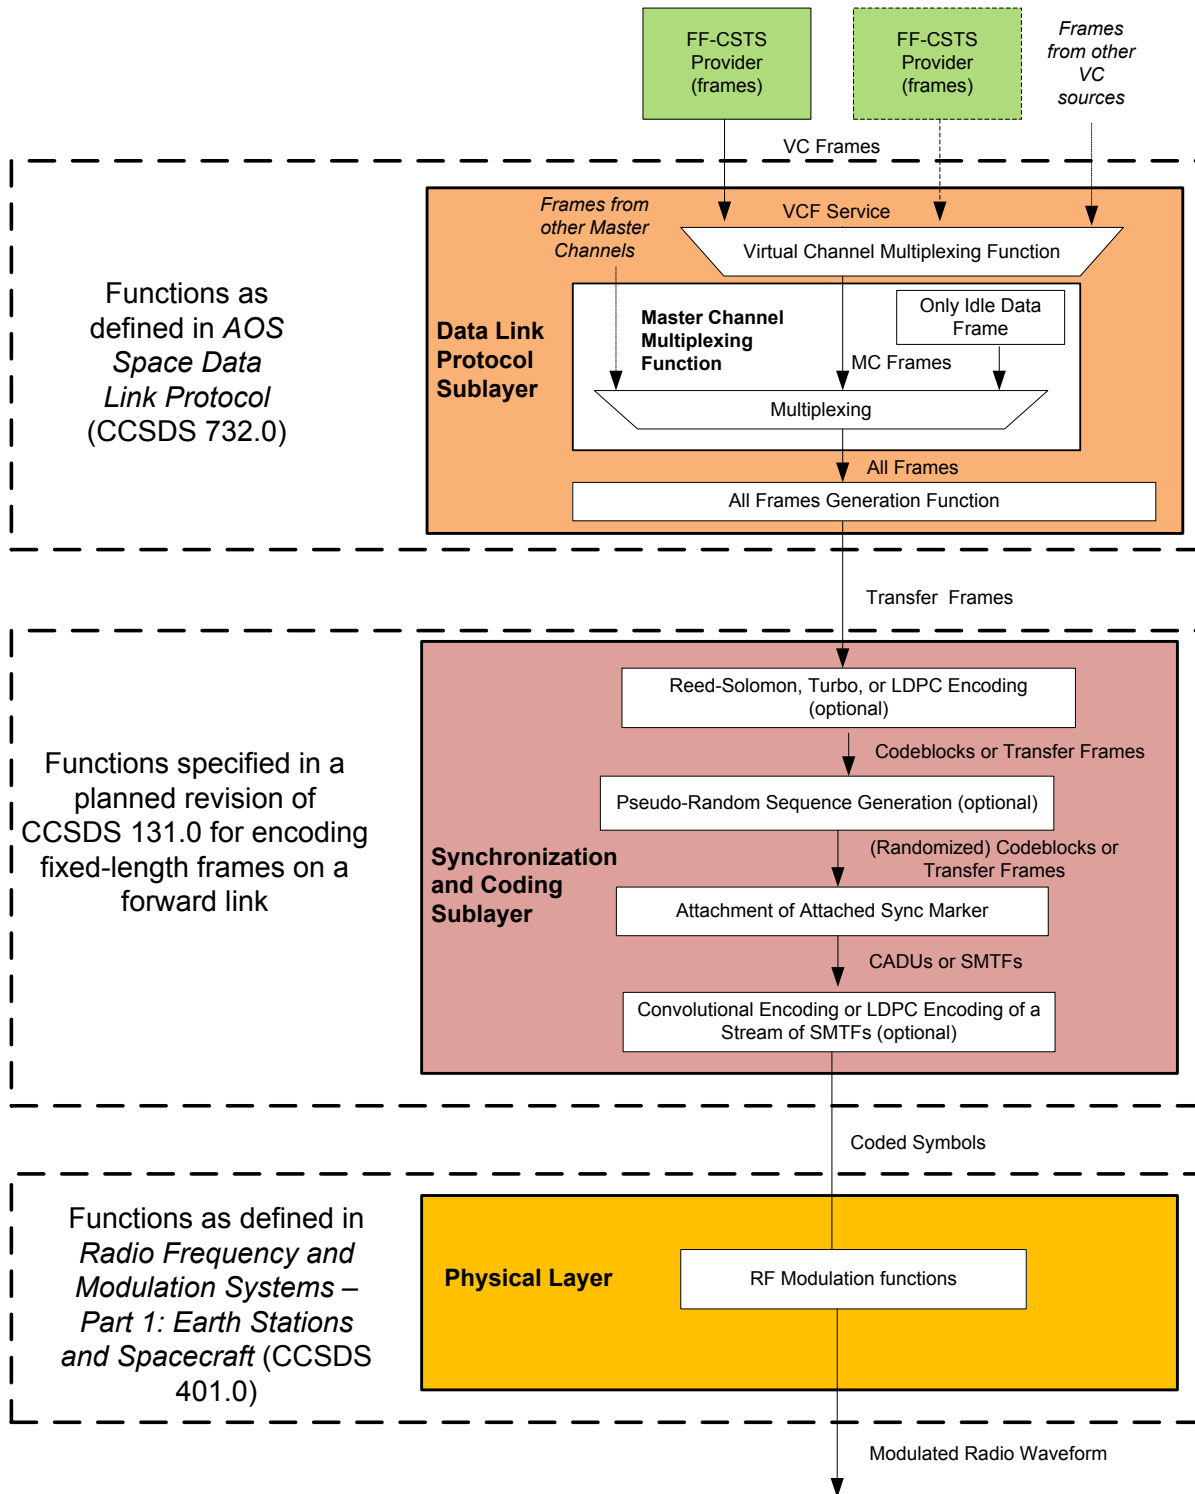 FF-CSTS
Provider
(frames)
FF-CSTS
Provider
(frames)
Frames
from other
VC
sources
VC Frames
Functions as
defined in AOS
Space Data
Link Protocol
(CCSDS 732.0)
Data Link
Protocol
Sublayer
Frames from
other Master
Channels
VCF Service
Virtual Channel Multiplexing Function
Master Channel
Multiplexing
Function
Only Idle Data
Frame
MC Frames
Multiplexing
All Frames
All Frames Generation Function
Transfer Frames
Functions specified in a
planned revision of
CCSDS 131.0 for encoding
fixed-length frames on a
forward link
Synchronization
and Coding
Sublayer
Reed-Solomon, Turbo, or LDPC Encoding
(optional)
Codeblocks or Transfer Frames
Pseudo-Random Sequence Generation (optional)
(Randomized) Codeblocks or
Transfer Frames
Attachment of Attached Sync Marker
CADUs or SMTFs
Convolutional Encoding or LDPC Encoding of a
Stream of SMTFs (optional)
Coded Symbols
Functions as defined in
Radio Frequency and
Modulation Systems –
Part 1: Earth Stations
and Spacecraft (CCSDS
401.0)
Physical Layer
RF Modulation functions
Modulated Radio Waveform